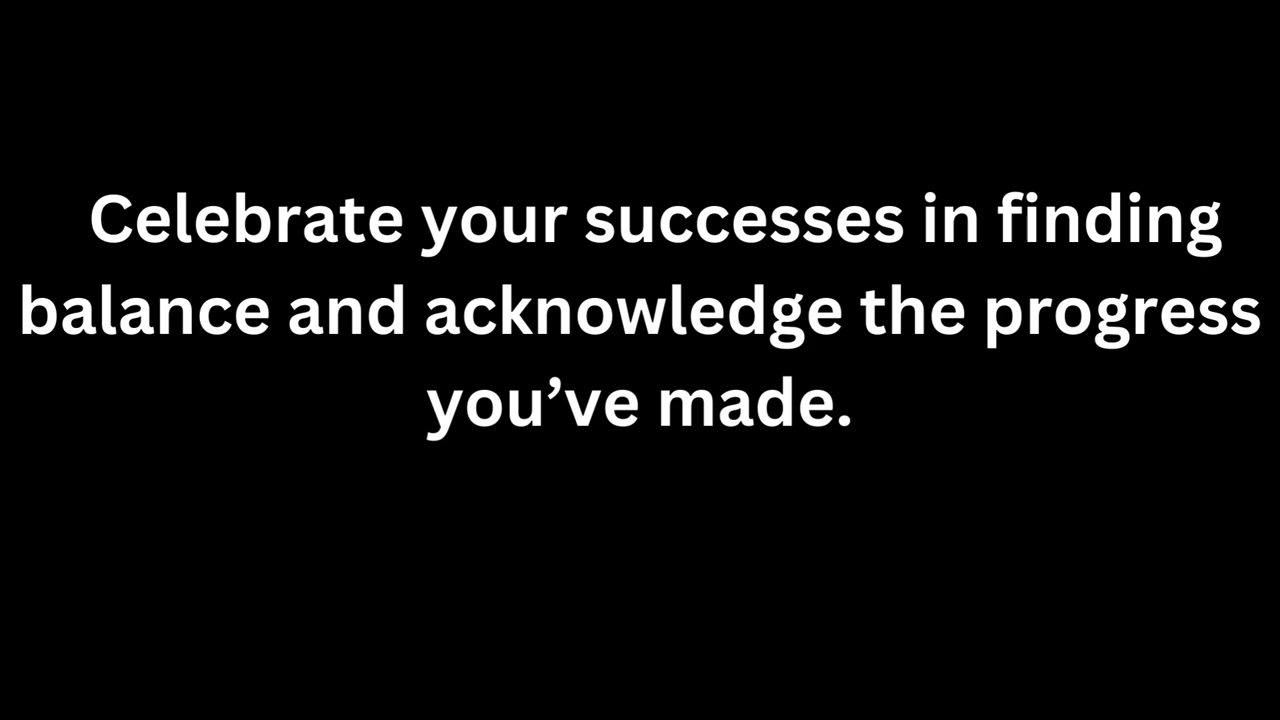 Celebrate your successes in finding
balance and acknowledge the progress
you’ve made.